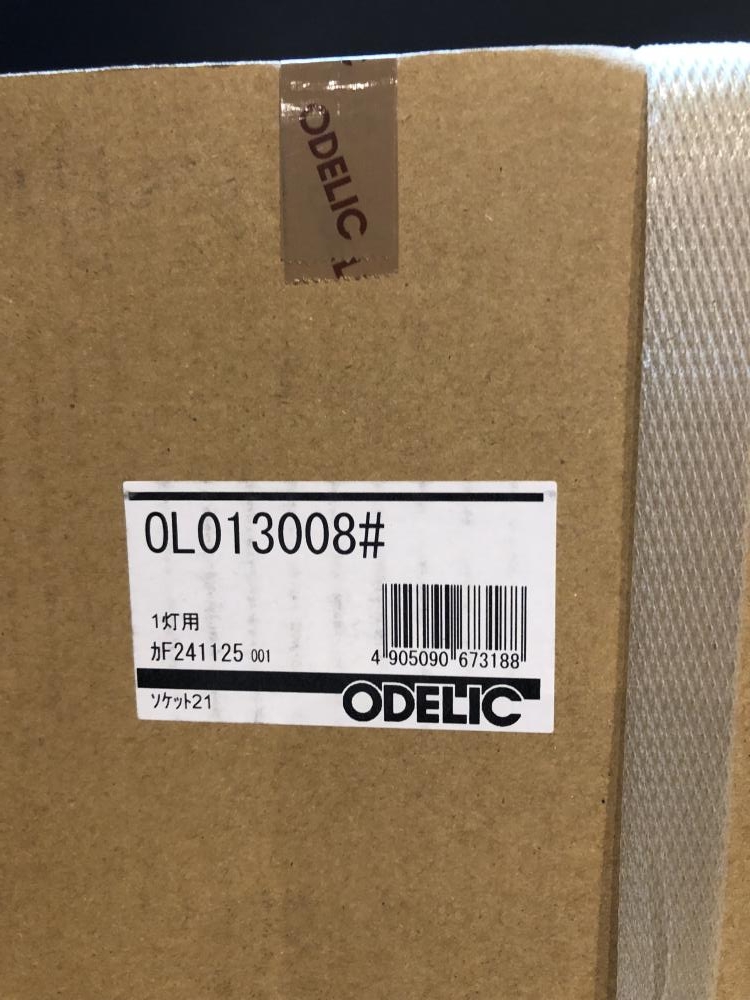 ODELIC
OL013008#
1灯用
ｶF241125 001
4 905090 673188
ｿｹｯﾄ21
ODELIC